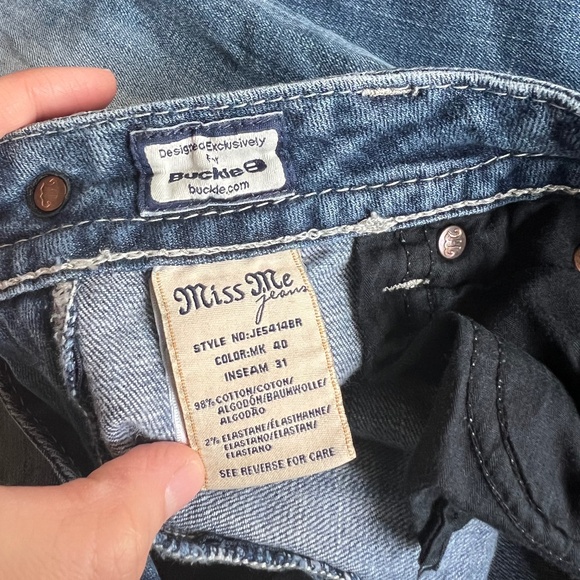 Designed Exclusively
for
Buckle B
buckle.com
Miss Me
jeans
STYLE NO:JE5414BR
COLOR:MK 40
INSEAM 31
98% COTTON/COTON/
ALGODÓN/BAUMWOLLE/
ALGODÃO
2% ELASTANE/ÉLASTHANNE/
ELASTANO/ELASTAN/
ELASTANO
SEE REVERSE FOR CARE